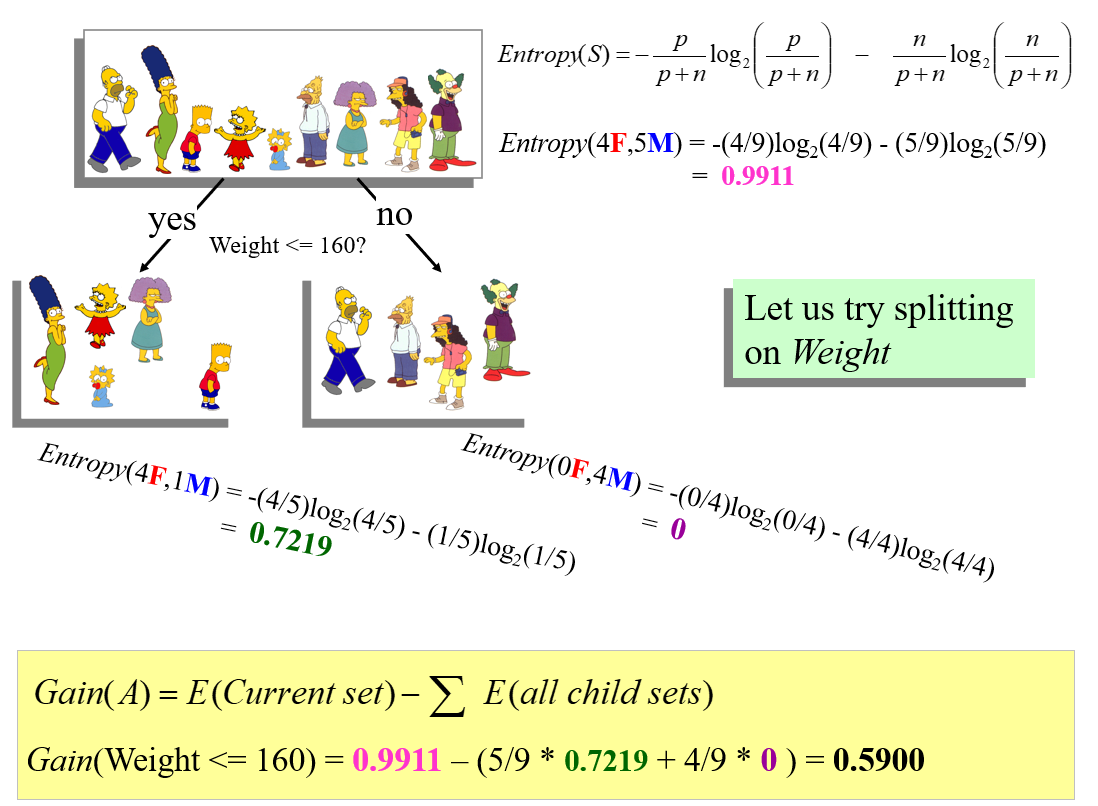 Entropy(S) = − p/(p+n) log₂(p/(p+n)) − n/(p+n) log₂(n/(p+n))
Entropy(4F,5M) = -(4/9)log₂(4/9) - (5/9)log₂(5/9)
= 0.9911
yes
no
Weight <= 160?
Let us try splitting
on Weight
Entropy(4F,1M) = -(4/5)log₂(4/5) - (1/5)log₂(1/5)
= 0.7219
Entropy(0F,4M) = -(0/4)log₂(0/4) - (4/4)log₂(4/4)
= 0
Gain(A) = E(Current set) − ∑ E(all child sets)
Gain(Weight <= 160) = 0.9911 – (5/9 * 0.7219 + 4/9 * 0 ) = 0.5900